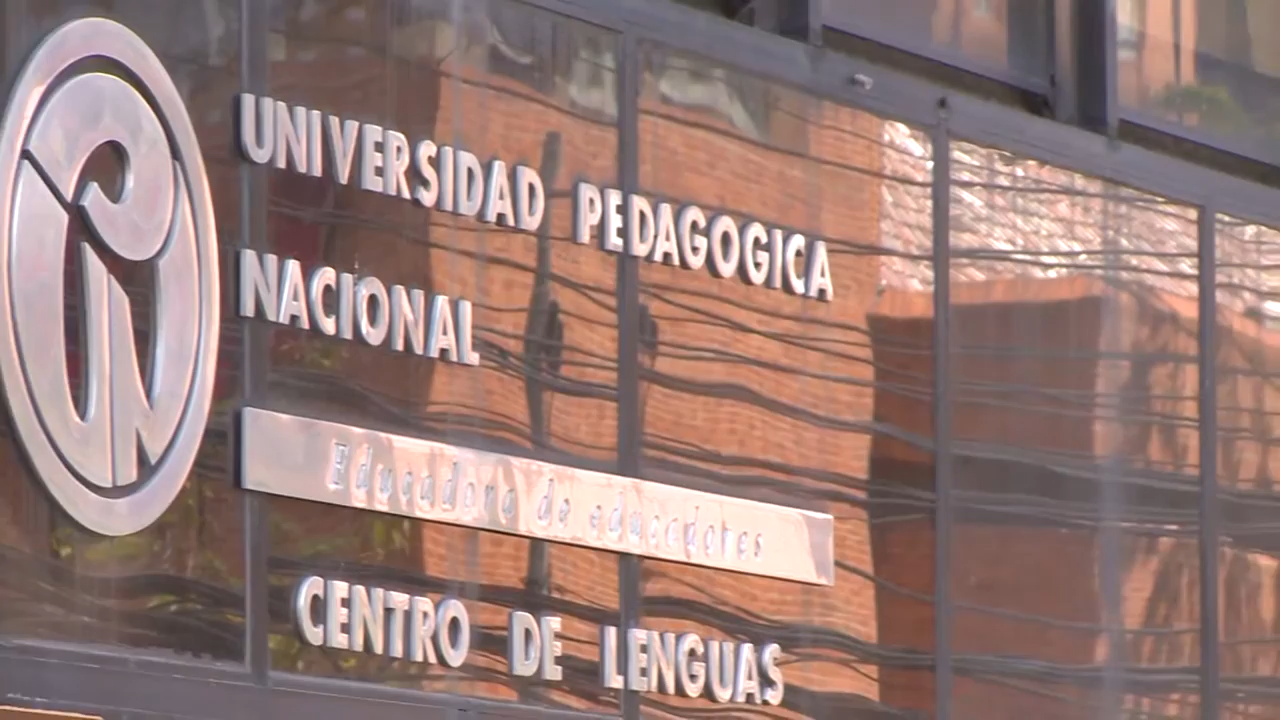 UNIVERSIDAD PEDAGOGICA
NACIONAL
Educadora de educadores
CENTRO DE LENGUAS